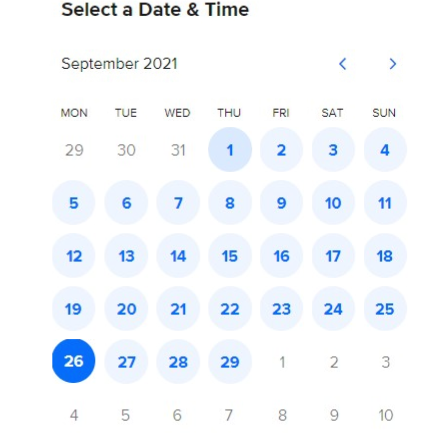 Select a Date & Time
September 2021
MON TUE WED THU FRI SAT SUN
29 30 31 1 2 3 4
5 6 7 8 9 10 11
12 13 14 15 16 17 18
19 20 21 22 23 24 25
26 27 28 29 1 2 3
4 5 6 7 8 9 10